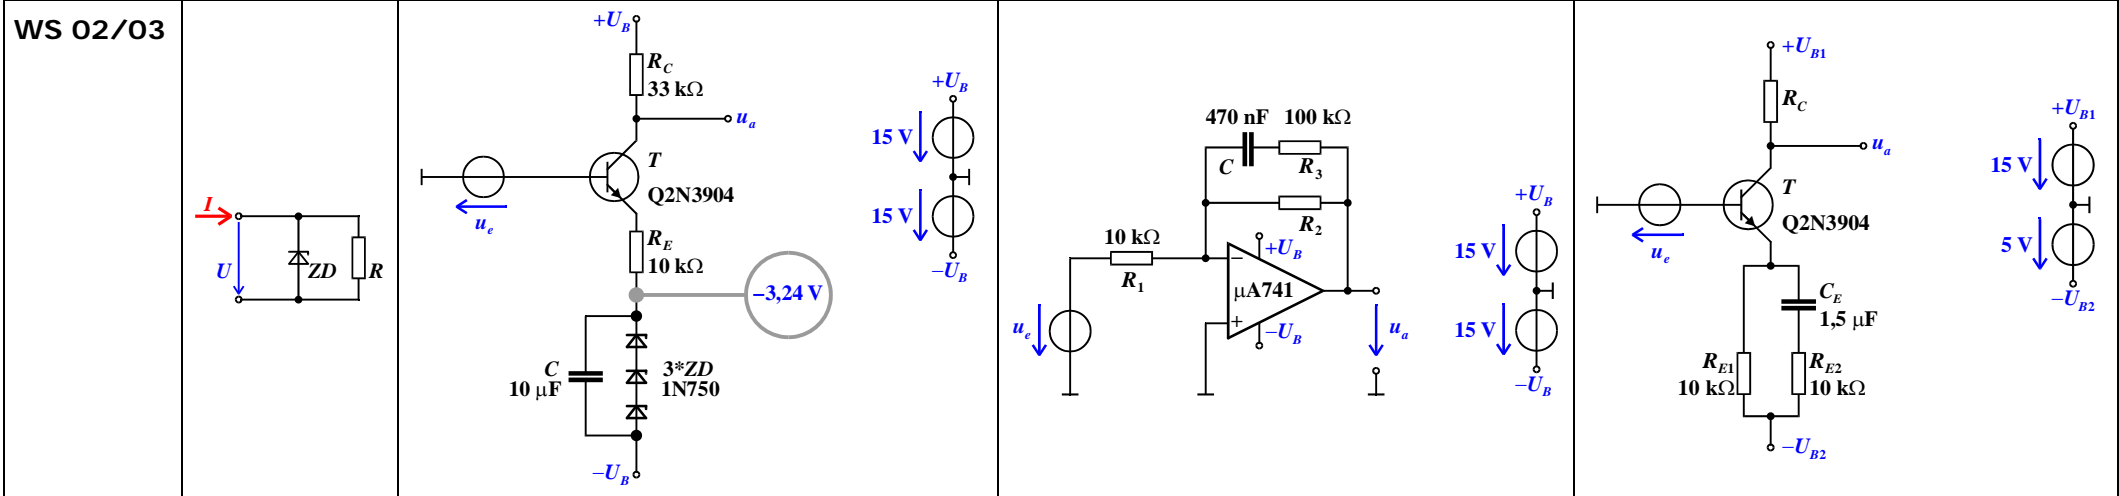 WS 02/03
I
U
ZD
R
+U_B
R_C
33 kΩ
u_a
T
Q2N3904
u_e
R_E
10 kΩ
−3,24 V
C
10 μF
3*ZD
1N750
−U_B
+U_B
15 V
15 V
−U_B
470 nF 100 kΩ
C R_3
R_2
10 kΩ
R_1
+U_B
−
μA741
+
−U_B
u_e
u_a
+U_B
15 V
15 V
−U_B
+U_B1
R_C
u_a
T
Q2N3904
u_e
C_E
1,5 μF
R_E1
10 kΩ
R_E2
10 kΩ
−U_B2
+U_B1
15 V
5 V
−U_B2